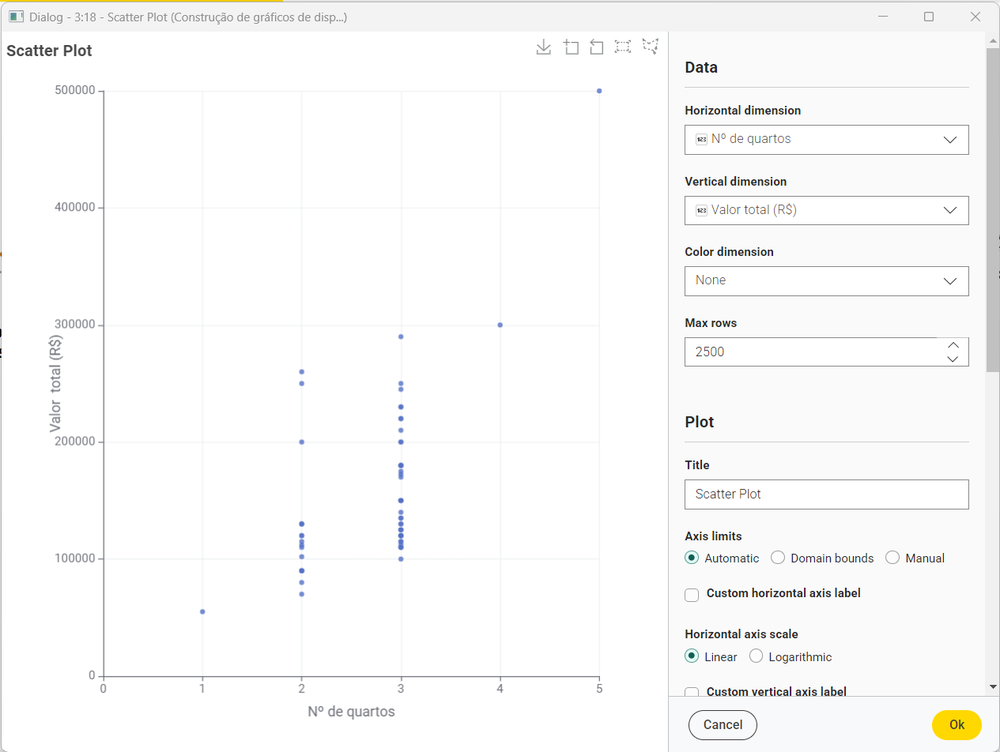 Dialog - 3:18 - Scatter Plot (Construção de gráficos de disp...)
Scatter Plot
500000
400000
300000
200000
100000
0
0 1 2 3 4 5
Valor total (R$)
Nº de quartos
Data
Horizontal dimension
123 Nº de quartos
Vertical dimension
123 Valor total (R$)
Color dimension
None
Max rows
2500
Plot
Title
Scatter Plot
Axis limits
Automatic Domain bounds Manual
Custom horizontal axis label
Horizontal axis scale
Linear Logarithmic
Custom vertical axis label
Cancel Ok